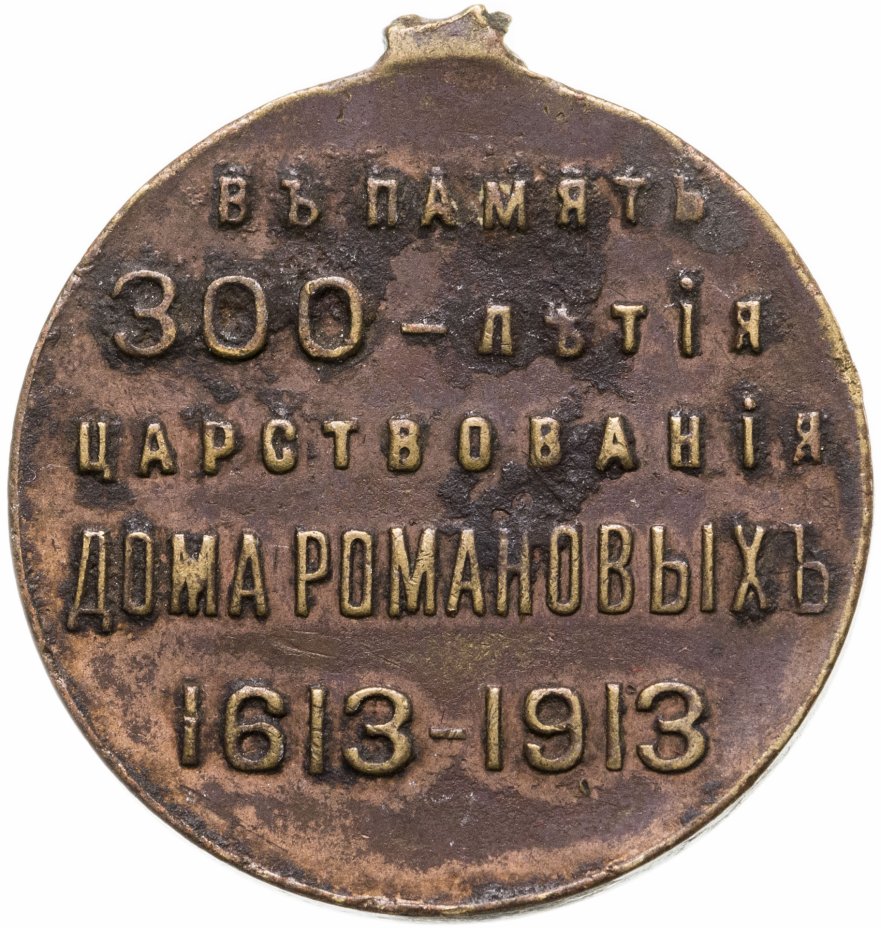 ВЪ ПАМЯТЬ
300-ЛѢТІЯ
ЦАРСТВОВАНІЯ
ДОМА РОМАНОВЫХЪ
1613-1913